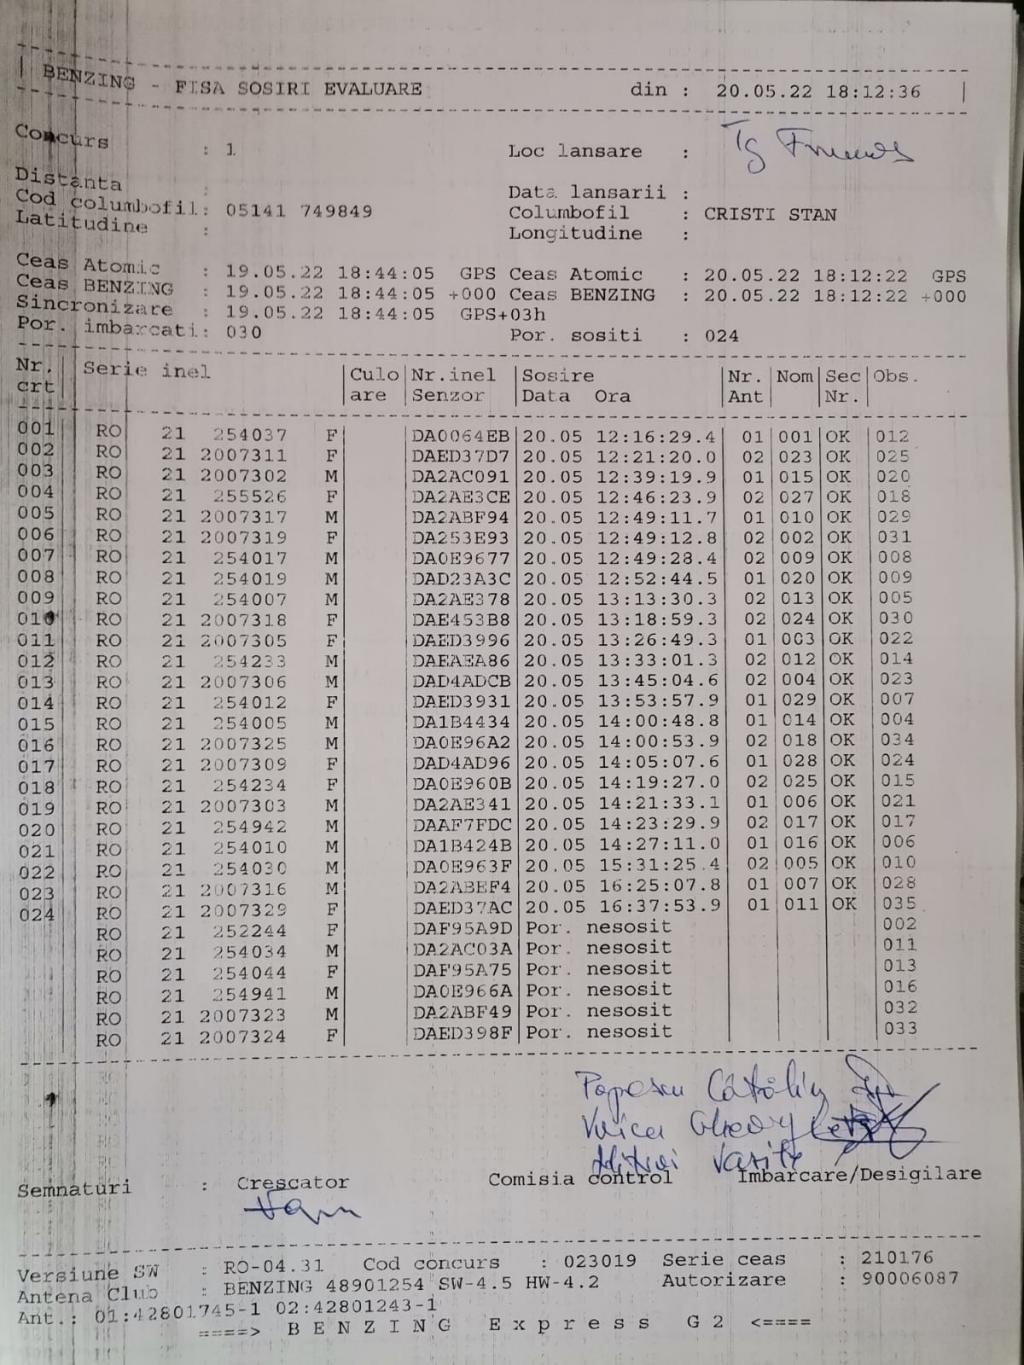 BENZING - FISA SOSIRI EVALUARE din : 20.05.22 18:12:36
Concurs : 1 Loc lansare : Tg Frumos
Distanta : Data lansarii :
Cod columbofil: 05141 749849 Columbofil : CRISTI STAN
Latitudine : Longitudine :
Ceas Atomic : 19.05.22 18:44:05 GPS Ceas Atomic : 20.05.22 18:12:22 GPS
Ceas BENZING : 19.05.22 18:44:05 +000 Ceas BENZING : 20.05.22 18:12:22 +000
Sincronizare : 19.05.22 18:44:05 GPS+03h
Por. imbarcati: 030 Por. sositi : 024
Nr. Serie inel Culo Nr.inel Sosire Nr. Nom Sec Obs.
crt are Senzor Data Ora Ant Nr.
001 RO 21 254037 F DA0064EB 20.05 12:16:29.4 01 001 OK 012
002 RO 21 2007311 F DAED37D7 20.05 12:21:20.0 02 023 OK 025
003 RO 21 2007302 M DA2AC091 20.05 12:39:19.9 01 015 OK 020
004 RO 21 255526 F DA2AE3CE 20.05 12:46:23.9 02 027 OK 018
005 RO 21 2007317 M DA2ABF94 20.05 12:49:11.7 01 010 OK 029
006 RO 21 2007319 F DA253E93 20.05 12:49:12.8 02 002 OK 031
007 RO 21 254017 M DA0E9677 20.05 12:49:28.4 02 009 OK 008
008 RO 21 254019 M DAD23A3C 20.05 12:52:44.5 01 020 OK 009
009 RO 21 254007 M DA2AE378 20.05 13:13:30.3 02 013 OK 005
010 RO 21 2007318 F DAE453B8 20.05 13:18:59.3 02 024 OK 030
011 RO 21 2007305 F DAED3996 20.05 13:26:49.3 01 003 OK 022
012 RO 21 254233 M DAEAEA86 20.05 13:33:01.3 02 012 OK 014
013 RO 21 2007306 M DAD4ADCB 20.05 13:45:04.6 02 004 OK 023
014 RO 21 254012 F DAED3931 20.05 13:53:57.9 01 029 OK 007
015 RO 21 254005 M DA1B4434 20.05 14:00:48.8 01 014 OK 004
016 RO 21 2007325 M DA0E96A2 20.05 14:00:53.9 02 018 OK 034
017 RO 21 2007309 F DAD4AD96 20.05 14:05:07.6 01 028 OK 024
018 RO 21 254234 F DA0E960B 20.05 14:19:27.0 02 025 OK 015
019 RO 21 2007303 M DA2AE341 20.05 14:21:33.1 01 006 OK 021
020 RO 21 254942 M DAAF7FDC 20.05 14:23:29.9 02 017 OK 017
021 RO 21 254010 M DA1B424B 20.05 14:27:11.0 01 016 OK 006
022 RO 21 254030 M DA0E963F 20.05 15:31:25.4 02 005 OK 010
023 RO 21 2007316 M DA2ABEF4 20.05 16:25:07.8 01 007 OK 028
024 RO 21 2007329 F DAED37AC 20.05 16:37:53.9 01 011 OK 035
RO 21 252244 F DAF95A9D Por. nesosit 002
RO 21 254034 M DA2AC03A Por. nesosit 011
RO 21 254044 F DAF95A75 Por. nesosit 013
RO 21 254941 M DA0E966A Por. nesosit 016
RO 21 2007323 M DA2ABF49 Por. nesosit 032
RO 21 2007324 F DAED398F Por. nesosit 033
Popescu Cătălin
Voicu
Mitroi Vasile
Semnaturi : Crescator Comisia control Imbarcare/Desigilare
Versiune SW : RO-04.31 Cod concurs : 023019 Serie ceas : 210176
Antena Club : BENZING 48901254 SW-4.5 HW-4.2 Autorizare : 90006087
Ant.: 01:42801745-1 02:42801243-1
====> BENZING Express G2 <====